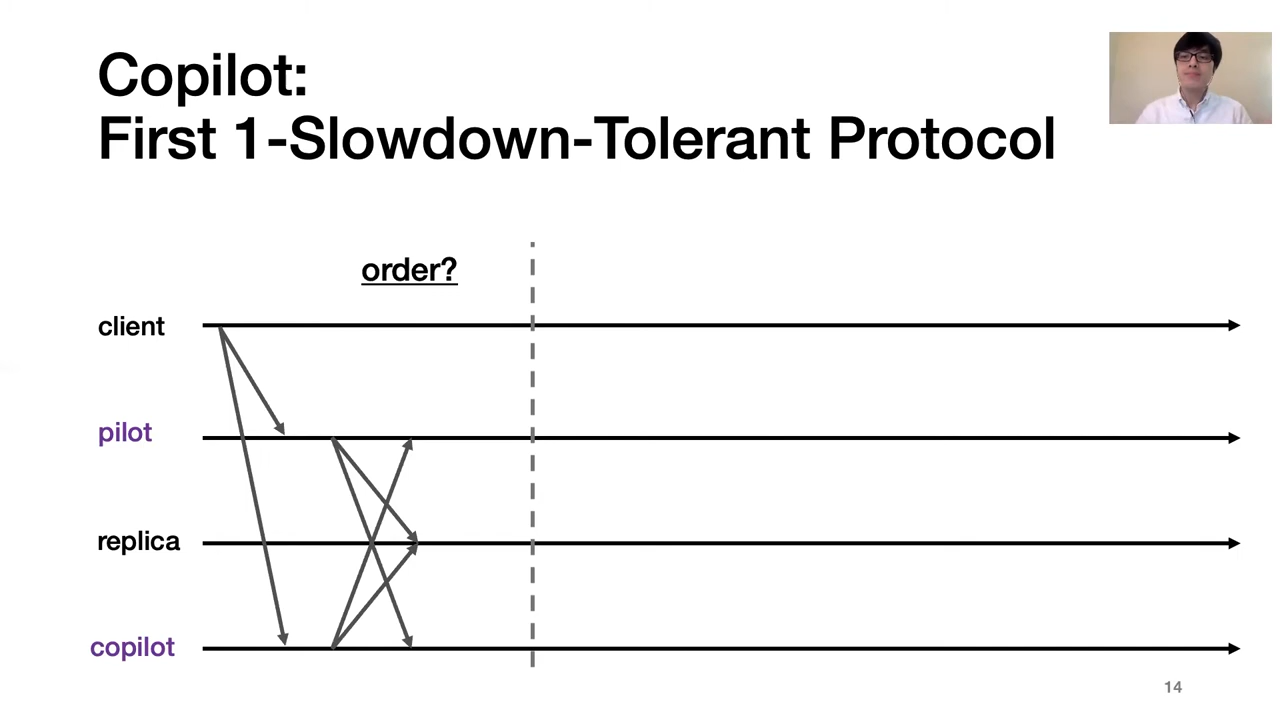 Copilot:
First 1-Slowdown-Tolerant Protocol
order?
client
pilot
replica
copilot
14